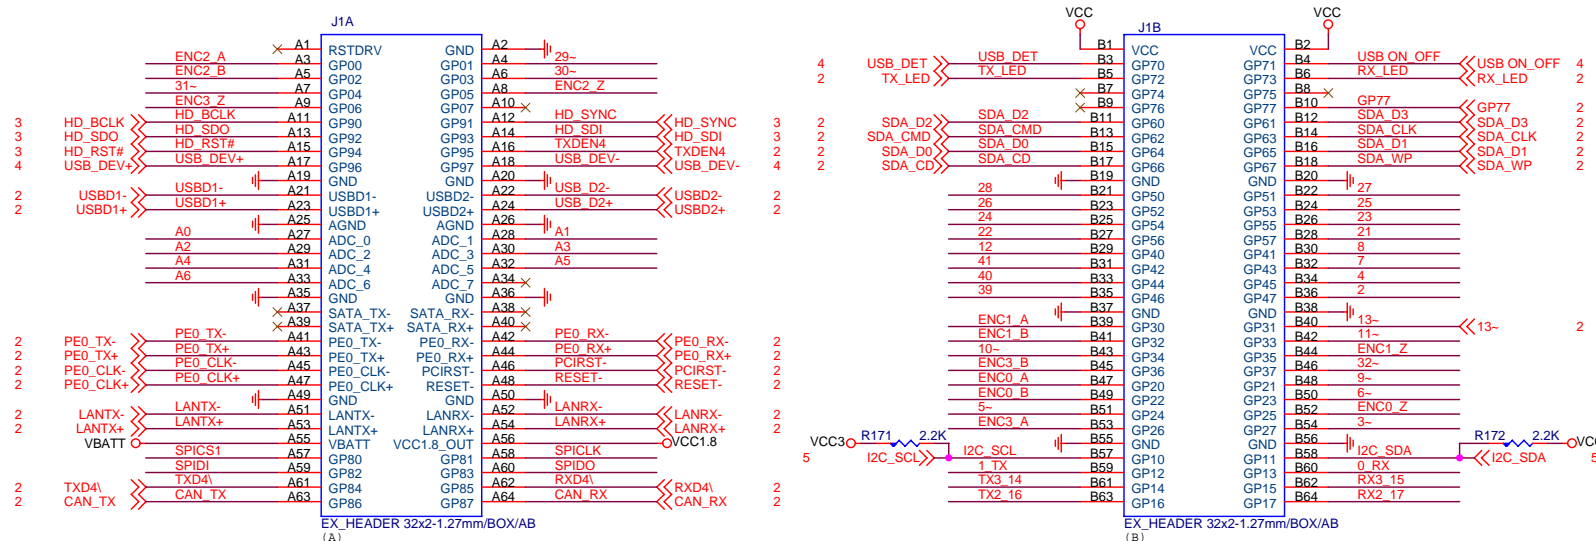 J1A
A1 RSTDRV GND A2
ENC2_A A3 GP00 GP01 A4 29~
ENC2_B A5 GP02 GP03 A6 30~
31~ A7 GP04 GP05 A8 ENC2_Z
ENC3_Z A9 GP06 GP07 A10
3 HD_BCLK HD_BCLK A11 GP90 GP91 A12 HD_SYNC HD_SYNC 3
3 HD_SDO HD_SDO A13 GP92 GP93 A14 HD_SDI HD_SDI 3
3 HD_RST# HD_RST# A15 GP94 GP95 A16 TXDEN4 TXDEN4 2
4 USB_DEV+ USB_DEV+ A17 GP96 GP97 A18 USB_DEV- USB_DEV- 4
A19 GND GND A20
2 USBD1- USBD1- A21 USBD1- USBD2- A22 USB_D2- USBD2- 2
2 USBD1+ USBD1+ A23 USBD1+ USBD2+ A24 USB_D2+ USBD2+ 2
A25 AGND AGND A26
A0 A27 ADC_0 ADC_1 A28 A1
A2 A29 ADC_2 ADC_3 A30 A3
A4 A31 ADC_4 ADC_5 A32 A5
A6 A33 ADC_6 ADC_7 A34
A35 GND GND A36
A37 SATA_TX- SATA_RX- A38
A39 SATA_TX+ SATA_RX+ A40
2 PE0_TX- PE0_TX- A41 PE0_TX- PE0_RX- A42 PE0_RX- PE0_RX- 2
2 PE0_TX+ PE0_TX+ A43 PE0_TX+ PE0_RX+ A44 PE0_RX+ PE0_RX+ 2
2 PE0_CLK- PE0_CLK- A45 PE0_CLK- PCIRST- A46 PCIRST- PCIRST- 2
2 PE0_CLK+ PE0_CLK+ A47 PE0_CLK+ RESET- A48 RESET- RESET- 2
A49 GND GND A50
2 LANTX- LANTX- A51 LANTX- LANRX- A52 LANRX- LANRX- 2
2 LANTX+ LANTX+ A53 LANTX+ LANRX+ A54 LANRX+ LANRX+ 2
VBATT A55 VBATT VCC1.8_OUT A56 VCC1.8
SPICS1 A57 GP80 GP81 A58 SPICLK
SPIDI A59 GP82 GP83 A60 SPIDO
2 TXD4\ TXD4\ A61 GP84 GP85 A62 RXD4\ RXD4\ 2
2 CAN_TX CAN_TX A63 GP86 GP87 A64 CAN_RX CAN_RX 2
EX_HEADER 32x2-1.27mm/BOX/AB
(A)
VCC VCC
J1B
B1 VCC VCC B2
4 USB_DET USB_DET B3 GP70 GP71 B4 USB ON_OFF USB ON_OFF 4
2 TX_LED TX_LED B5 GP72 GP73 B6 RX_LED RX_LED 2
B7 GP74 GP75 B8
B9 GP76 GP77 B10 GP77 GP77 2
2 SDA_D2 SDA_D2 B11 GP60 GP61 B12 SDA_D3 SDA_D3 2
2 SDA_CMD SDA_CMD B13 GP62 GP63 B14 SDA_CLK SDA_CLK 2
2 SDA_D0 SDA_D0 B15 GP64 GP65 B16 SDA_D1 SDA_D1 2
2 SDA_CD SDA_CD B17 GP66 GP67 B18 SDA_WP SDA_WP 2
B19 GND GND B20
28 B21 GP50 GP51 B22 27
26 B23 GP52 GP53 B24 25
24 B25 GP54 GP55 B26 23
22 B27 GP56 GP57 B28 21
12 B29 GP40 GP41 B30 8
41 B31 GP42 GP43 B32 7
40 B33 GP44 GP45 B34 4
39 B35 GP46 GP47 B36 2
B37 GND GND B38
ENC1_A B39 GP30 GP31 B40 13~ 13~ 2
ENC1_B B41 GP32 GP33 B42 11~
10~ B43 GP34 GP35 B44 ENC1_Z
ENC3_B B45 GP36 GP37 B46 32~
ENC0_A B47 GP20 GP21 B48 9~
ENC0_B B49 GP22 GP23 B50 6~
5~ B51 GP24 GP25 B52 ENC0_Z
ENC3_A B53 GP26 GP27 B54 3~
VCC3 R171 2.2K B55 GND GND B56 R172 2.2K
5 I2C_SCL I2C_SCL B57 GP10 GP11 B58 I2C_SDA I2C_SDA
1_TX B59 GP12 GP13 B60 0_RX
TX3_14 B61 GP14 GP15 B62 RX3_15
TX2_16 B63 GP16 GP17 B64 RX2_17
EX_HEADER 32x2-1.27mm/BOX/AB
(B)